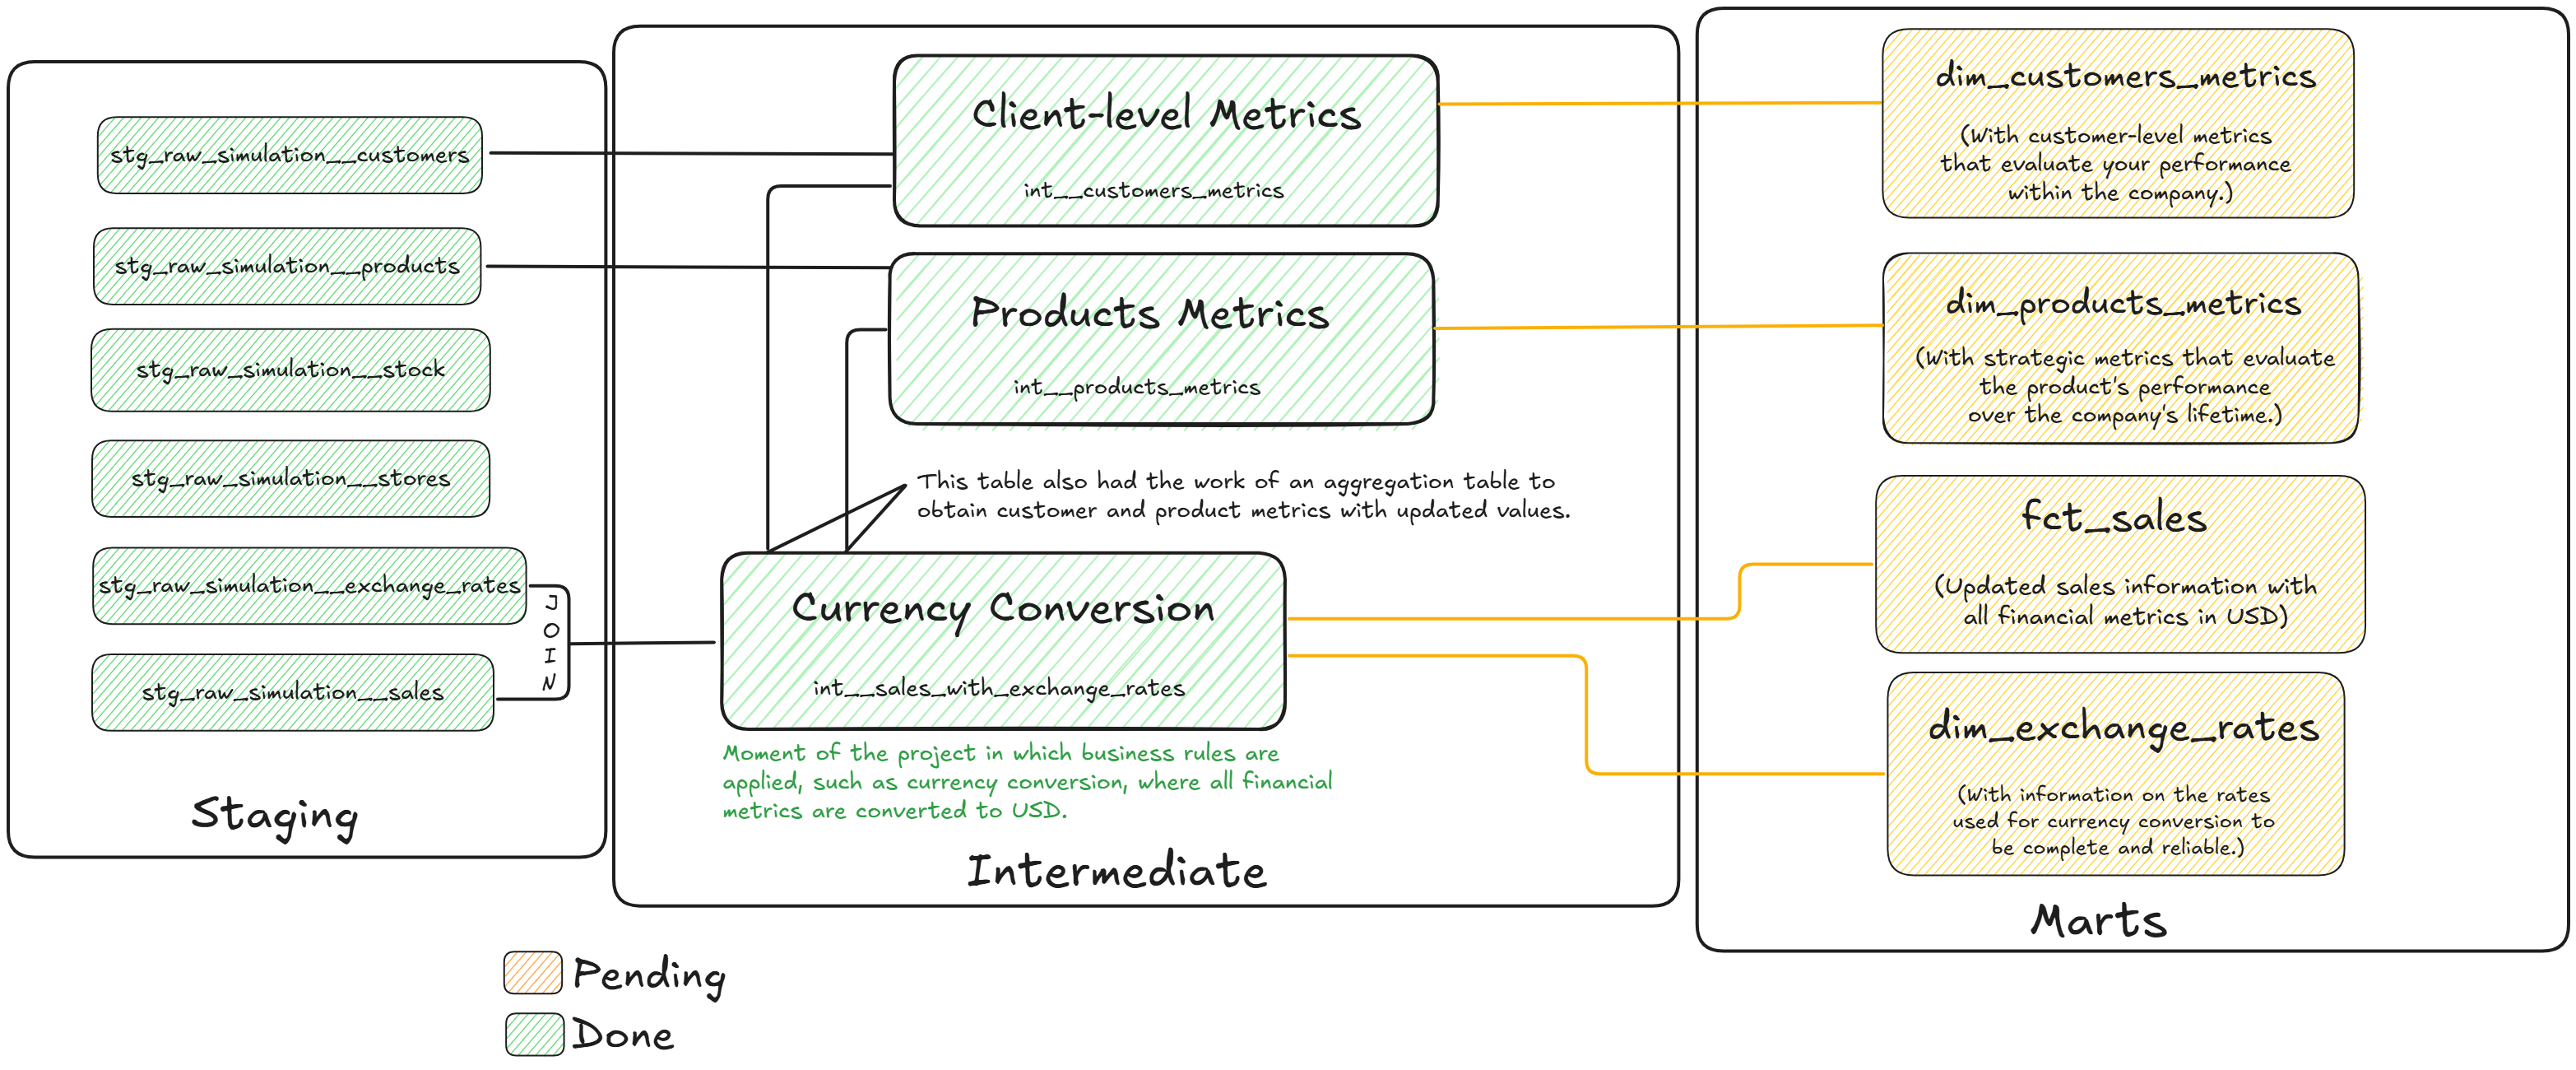 stg_raw_simulation__customers
stg_raw_simulation__products
stg_raw_simulation__stock
stg_raw_simulation__stores
stg_raw_simulation__exchange_rates
stg_raw_simulation__sales
J
O
I
N
Staging
Client-level Metrics
int__customers_metrics
Products Metrics
int__products_metrics
This table also had the work of an aggregation table to
obtain customer and product metrics with updated values.
Currency Conversion
int__sales_with_exchange_rates
Moment of the project in which business rules are
applied, such as currency conversion, where all financial
metrics are converted to USD.
Intermediate
dim_customers_metrics
(With customer-level metrics
that evaluate your performance
within the company.)
dim_products_metrics
(With strategic metrics that evaluate
the product's performance
over the company's lifetime.)
fct_sales
(Updated sales information with
all financial metrics in USD)
dim_exchange_rates
(With information on the rates
used for currency conversion to
be complete and reliable.)
Marts
Pending
Done